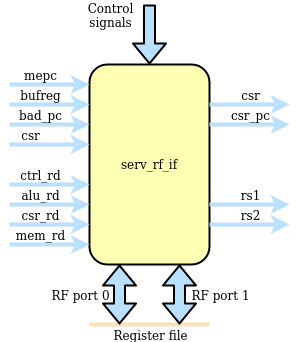 Control
signals
mepc
bufreg
bad_pc
csr
ctrl_rd
alu_rd
csr_rd
mem_rd
serv_rf_if
csr
csr_pc
rs1
rs2
RF port 0
RF port 1
Register file